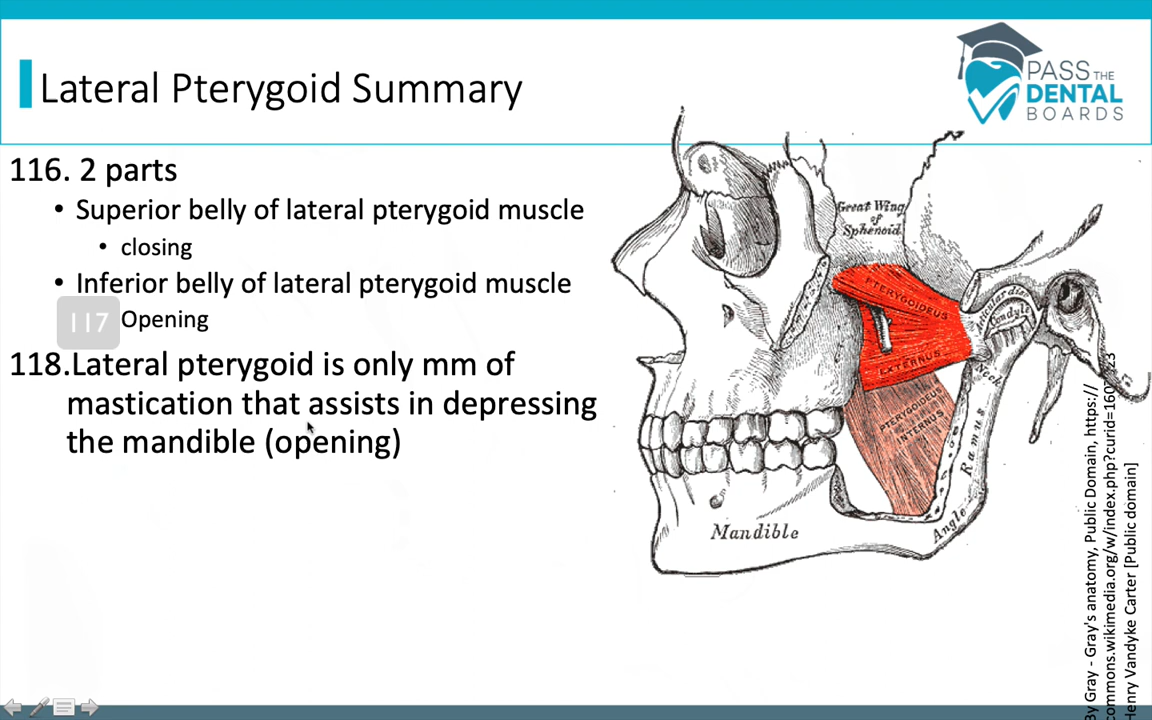 Lateral Pterygoid Summary
PASS THE
DENTAL
BOARDS
116. 2 parts
• Superior belly of lateral pterygoid muscle
• closing
• Inferior belly of lateral pterygoid muscle
117 Opening
118.Lateral pterygoid is only mm of
mastication that assists in depressing
the mandible (opening)
Great Wing
of
Sphenoid
PTERYGOIDEUS
EXTERNUS
Condyle
Neck
PTERYGOIDEUS
INTERNUS
Ramus
Angle
Mandible
By Gray - Gray's anatomy, Public Domain, https://
commons.wikimedia.org/w/index.php?curid=
Henry Vandyke Carter [Public domain]